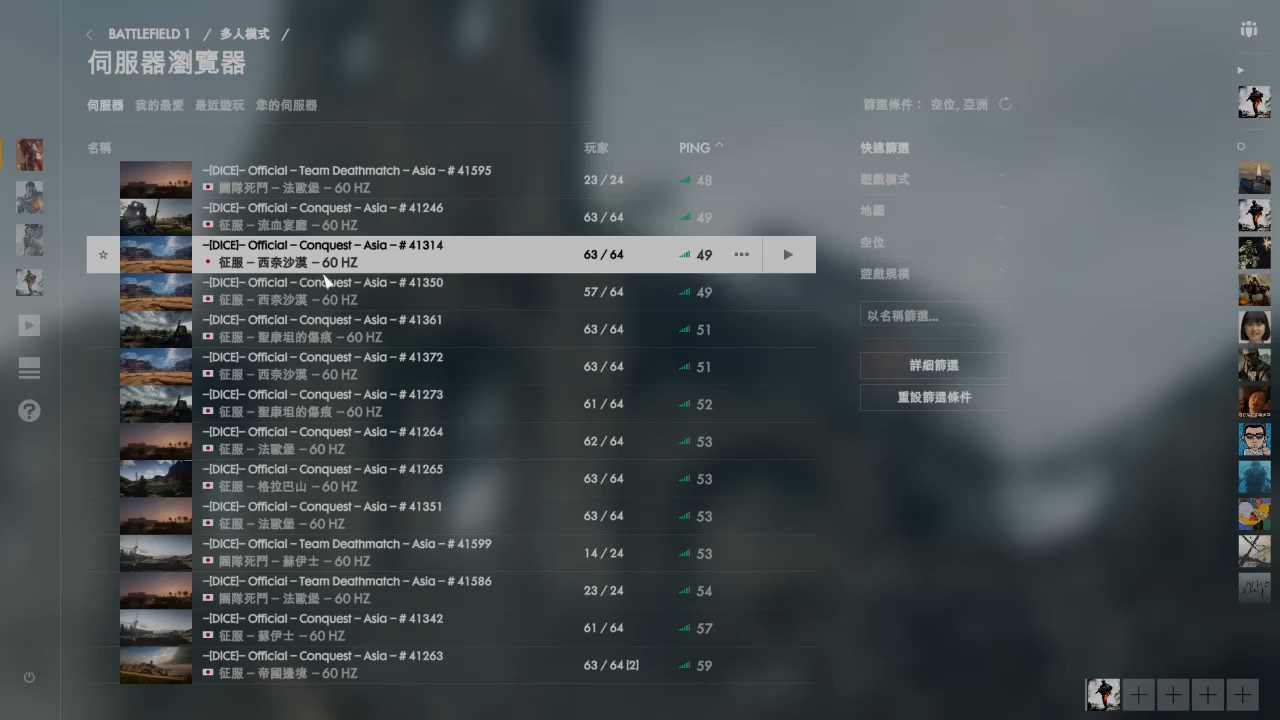 BATTLEFIELD 1 / 多人模式 /
伺服器瀏覽器
伺服器 我的最愛 最近遊玩 您的伺服器
篩選條件： 空位, 亞洲
名稱 玩家 PING
快速篩選
遊戲模式
地圖
空位
遊戲規模
以名稱篩選...
詳細篩選
重設篩選條件
-[DICE]- Official - Team Deathmatch - Asia - # 41595
團隊死鬥 - 法歐堡 - 60 HZ
23 / 24 48
-[DICE]- Official - Conquest - Asia - # 41246
征服 - 流血宴廳 - 60 HZ
63 / 64 49
-[DICE]- Official - Conquest - Asia - # 41314
征服 - 西奈沙漠 - 60 HZ
63 / 64 49
-[DICE]- Official - Conquest - Asia - # 41350
征服 - 西奈沙漠 - 60 HZ
57 / 64 49
-[DICE]- Official - Conquest - Asia - # 41361
征服 - 聖康坦的傷痕 - 60 HZ
63 / 64 51
-[DICE]- Official - Conquest - Asia - # 41372
征服 - 西奈沙漠 - 60 HZ
63 / 64 51
-[DICE]- Official - Conquest - Asia - # 41273
征服 - 聖康坦的傷痕 - 60 HZ
61 / 64 52
-[DICE]- Official - Conquest - Asia - # 41264
征服 - 法歐堡 - 60 HZ
62 / 64 53
-[DICE]- Official - Conquest - Asia - # 41265
征服 - 格拉巴山 - 60 HZ
63 / 64 53
-[DICE]- Official - Conquest - Asia - # 41351
征服 - 法歐堡 - 60 HZ
63 / 64 53
-[DICE]- Official - Team Deathmatch - Asia - # 41599
團隊死鬥 - 蘇伊士 - 60 HZ
14 / 24 53
-[DICE]- Official - Team Deathmatch - Asia - # 41586
團隊死鬥 - 法歐堡 - 60 HZ
23 / 24 54
-[DICE]- Official - Conquest - Asia - # 41342
征服 - 蘇伊士 - 60 HZ
61 / 64 57
-[DICE]- Official - Conquest - Asia - # 41263
征服 - 帝國邊境 - 60 HZ
63 / 64 [2] 59